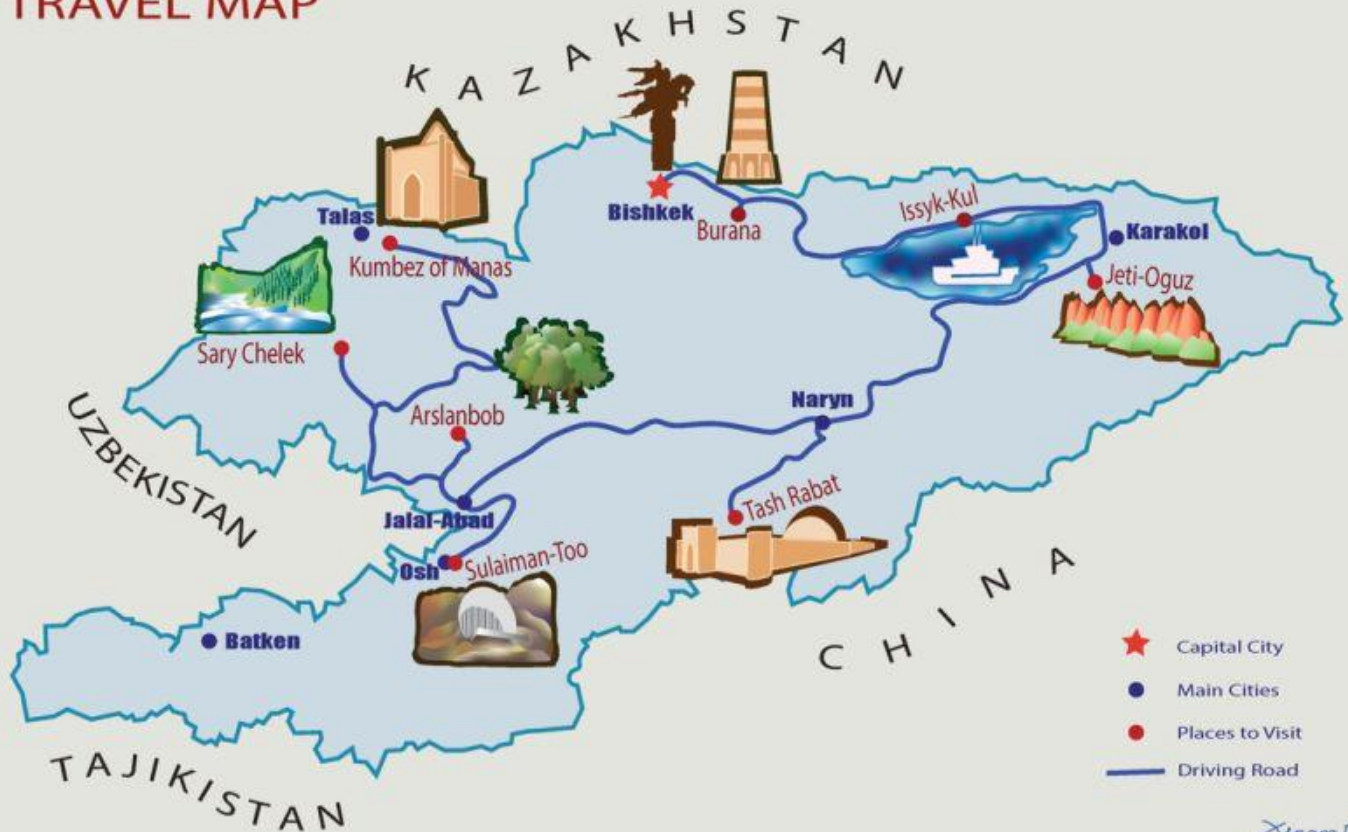 TRAVEL MAP
KAZAKHSTAN
Talas
Kumbez of Manas
Bishkek
Burana
Issyk-Kul
Karakol
Jeti-Oguz
Sary Chelek
Arslanbob
Naryn
UZBEKISTAN
Jalal-Abad
Tash Rabat
Osh
Sulaiman-Too
Batken
CHINA
TAJIKISTAN
Capital City
Main Cities
Places to Visit
Driving Road